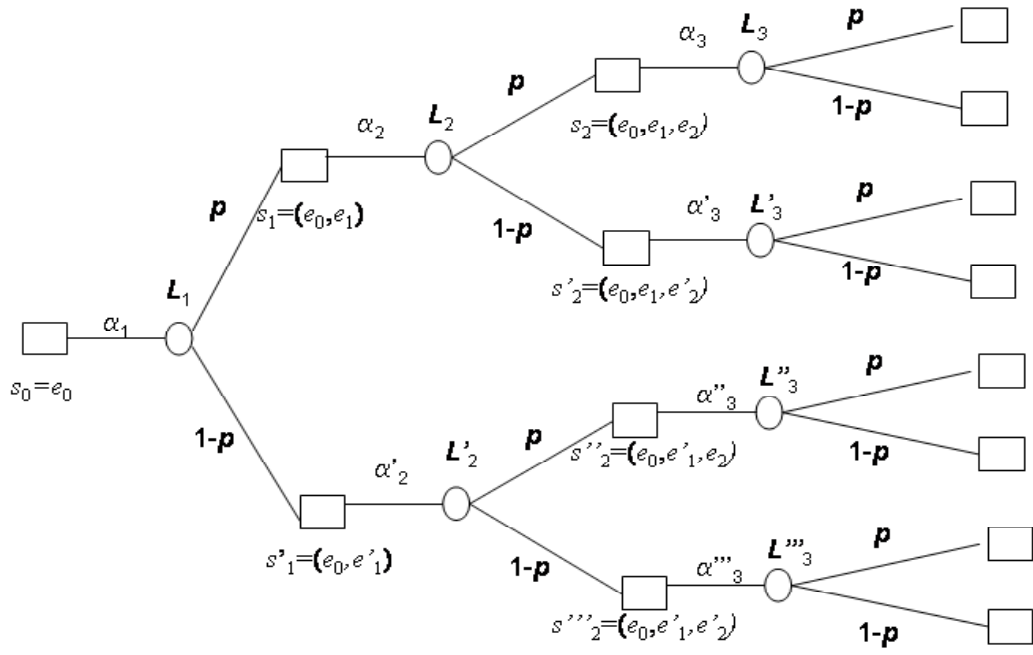 α₃ L₃ p
1-p
p
s₂=(e₀,e₁,e₂)
α₂ L₂
1-p
α'₃ L'₃ p
1-p
s'₂=(e₀,e₁,e'₂)
p
s₁=(e₀,e₁)
α₁ L₁
s₀=e₀
1-p
α'₂ L'₂
s'₁=(e₀,e'₁)
p
α''₃ L''₃ p
1-p
s''₂=(e₀,e'₁,e₂)
1-p
α'''₃ L'''₃ p
1-p
s'''₂=(e₀,e'₁,e'₂)